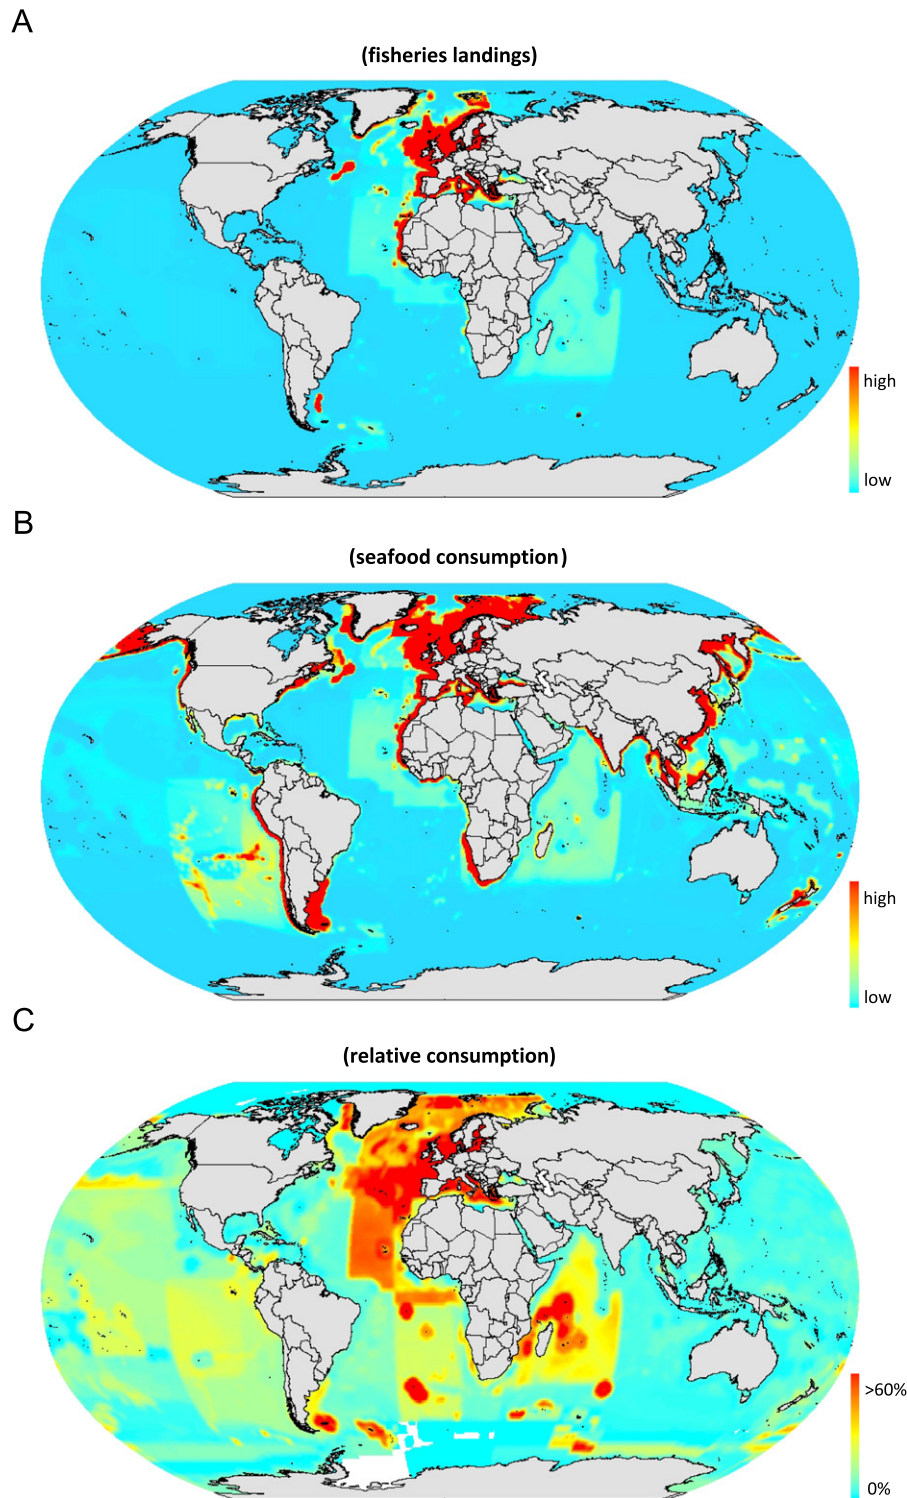 A
(fisheries landings)
high
low
B
(seafood consumption)
high
low
C
(relative consumption)
>60%
0%